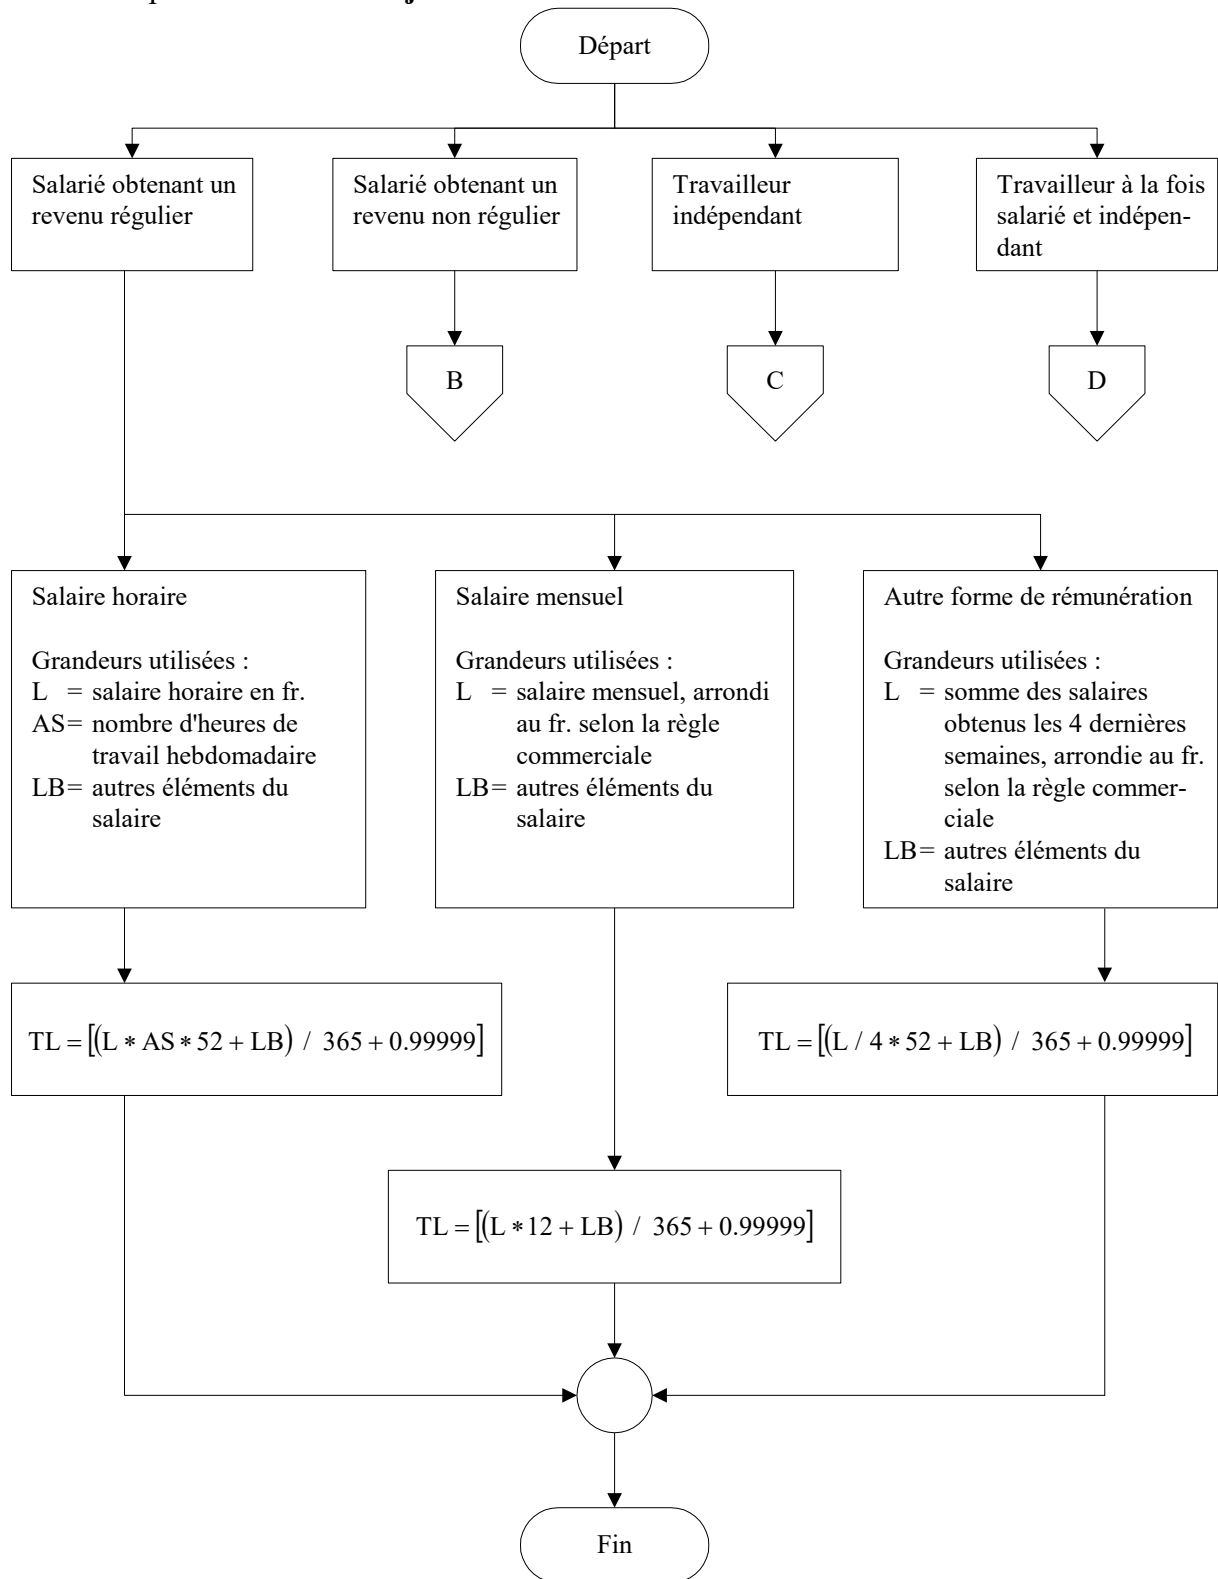 Départ
Salarié obtenant un
revenu régulier
Salarié obtenant un
revenu non régulier
Travailleur
indépendant
Travailleur à la fois
salarié et indépen-
dant
B
C
D
Salaire horaire
Grandeurs utilisées :
L = salaire horaire en fr.
AS= nombre d'heures de
travail hebdomadaire
LB= autres éléments du
salaire
Salaire mensuel
Grandeurs utilisées :
L = salaire mensuel, arrondi
au fr. selon la règle
commerciale
LB= autres éléments du
salaire
Autre forme de rémunération
Grandeurs utilisées :
L = somme des salaires
obtenus les 4 dernières
semaines, arrondie au fr.
selon la règle commer-
ciale
LB= autres éléments du
salaire
TL = [(L * AS * 52 + LB) / 365 + 0.99999]
TL = [(L / 4 * 52 + LB) / 365 + 0.99999]
TL = [(L * 12 + LB) / 365 + 0.99999]
Fin